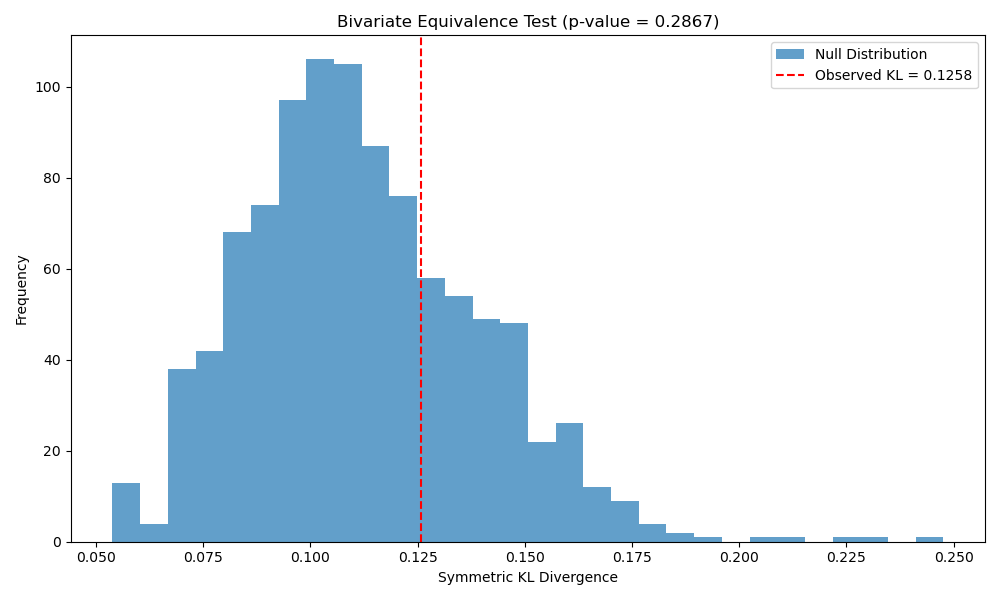 Bivariate Equivalence Test (p-value = 0.2867)
Null Distribution
Observed KL = 0.1258
Frequency
100
80
60
40
20
0
0.050 0.075 0.100 0.125 0.150 0.175 0.200 0.225 0.250
Symmetric KL Divergence